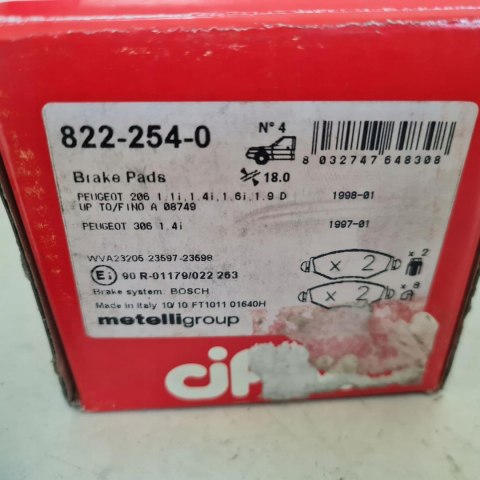 822-254-0
N° 4
8 032747 648308
Brake Pads
18.0
PEUGEOT 206 1.1i,1.4i,1.6i,1.9 D 1998-01
UP TO/FINO A 08749
PEUGEOT 306 1.4i 1997-01
WVA23205 23597-23598
E 90 R-01179/022 263
x 2
x 2
Brake system: BOSCH
x 2
x 8
Made in Italy 10/10 FT1011 01640H
metelligroup